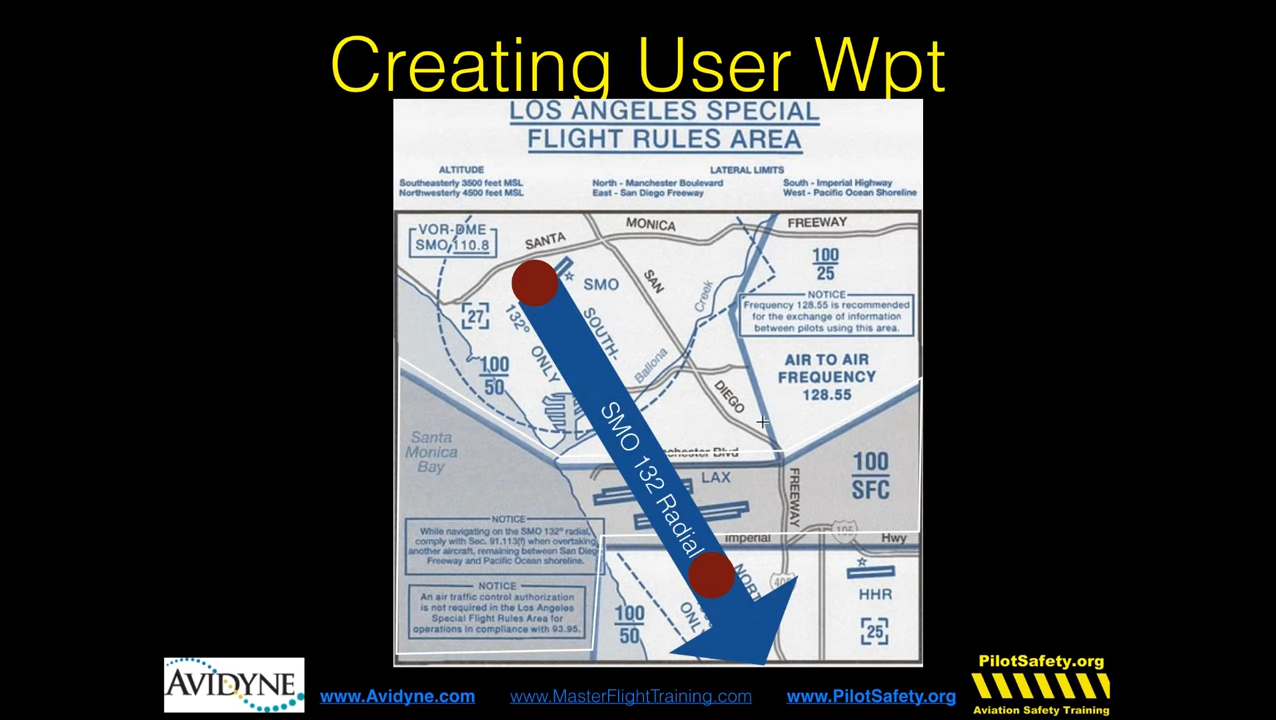 Creating User Wpt
LOS ANGELES SPECIAL
FLIGHT RULES AREA
ALTITUDE
Southeasterly 3500 feet MSL
Northwesterly 4500 feet MSL
LATERAL LIMITS
North - Manchester Boulevard
East - San Diego Freeway
South - Imperial Highway
West - Pacific Ocean Shoreline
VOR-DME
SMO 110.8
SANTA
MONICA
FREEWAY
SMO
SAN
Creek
100
25
NOTICE
Frequency 128.55 is recommended
for the exchange of information
between pilots using this area.
27
132°
SOUTH-
ONLY
100
50
Ballona
DIEGO
AIR TO AIR
FREQUENCY
128.55
Santa
Monica
Bay
SMO 132 Radial
Blvd
LAX
FREEWAY
100
SFC
NOTICE
While navigating on the SMO 132° radial,
comply with Sec. 91.113(f) when overtaking
another aircraft, remaining between San Diego
Freeway and Pacific Ocean shoreline.
Imperial
105
Hwy
NOTICE
An air traffic control authorization
is not required in the Los Angeles
Special Flight Rules Area for
operations in compliance with 93.95.
100
50
HHR
25
AVIDYNE
www.Avidyne.com
www.MasterFlightTraining.com
www.PilotSafety.org
PilotSafety.org
Aviation Safety Training